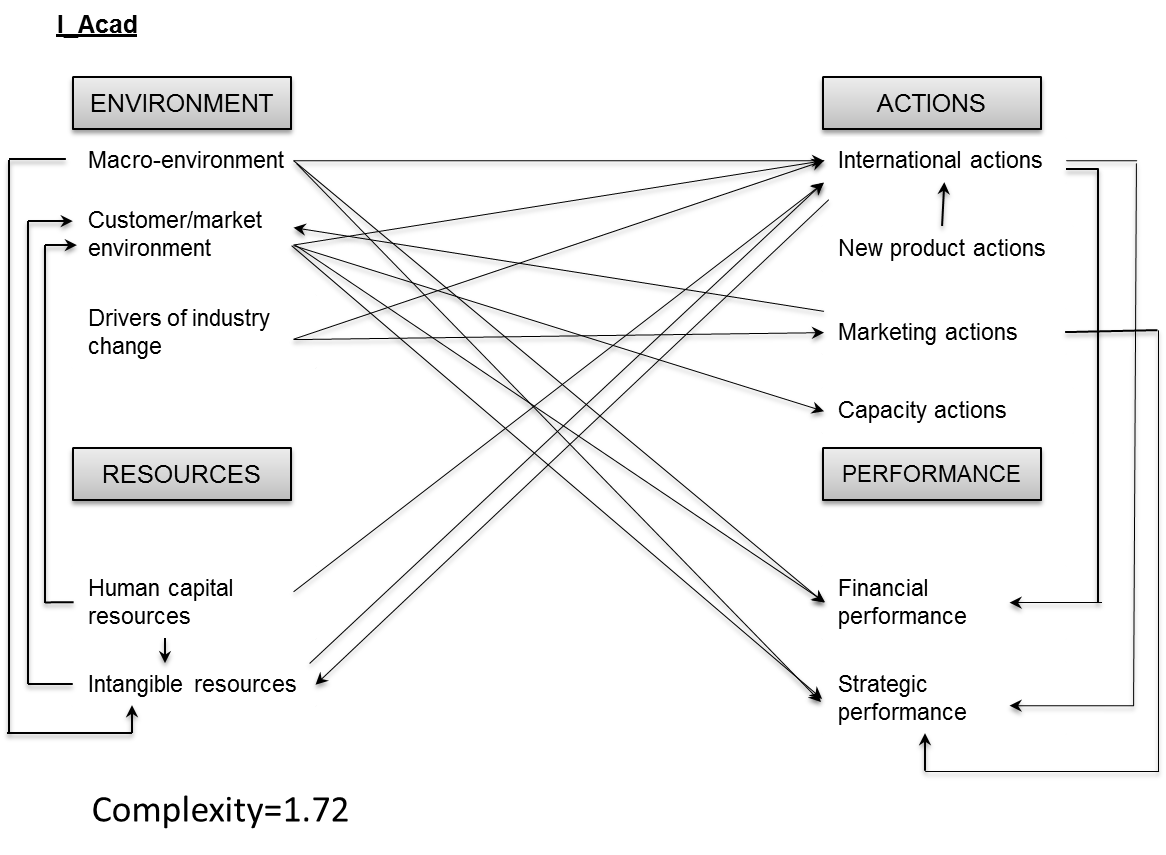 I_Acad
ENVIRONMENT
Macro-environment
Customer/market
environment
Drivers of industry
change
RESOURCES
Human capital
resources
Intangible resources
ACTIONS
International actions
New product actions
Marketing actions
Capacity actions
PERFORMANCE
Financial
performance
Strategic
performance
Complexity=1.72